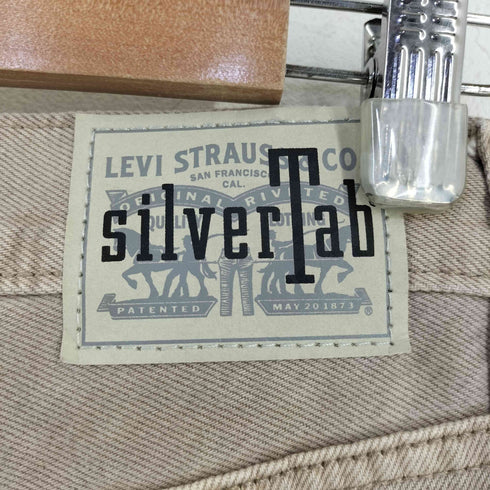 LEVI STRAUSS & CO
SAN FRANCISCO
CAL.
ORIGINAL RIVETED
QUALITY CLOTHING
silverTab
PATENTED MAY 20 1873 ®